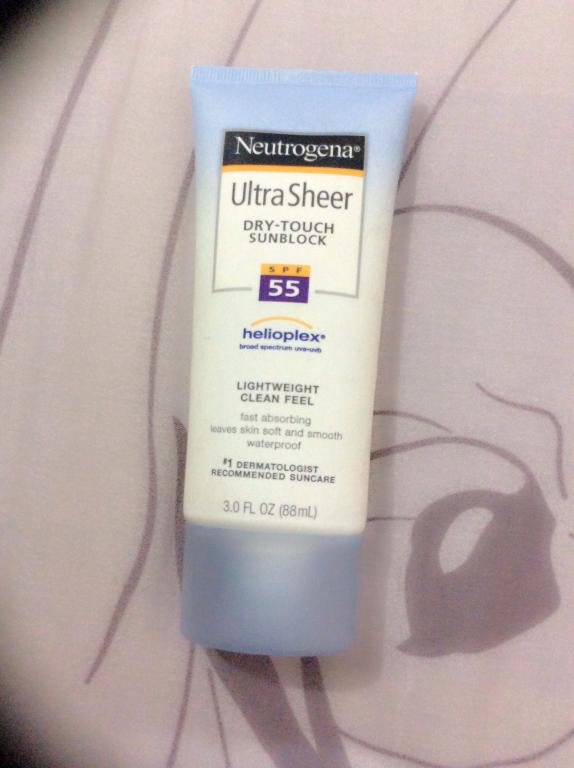 Neutrogena®
Ultra Sheer
DRY-TOUCH
SUNBLOCK
SPF
55
helioplex®
broad spectrum uva-uvb
LIGHTWEIGHT
CLEAN FEEL
fast absorbing
leaves skin soft and smooth
waterproof
#1 DERMATOLOGIST
RECOMMENDED SUNCARE
3.0 FL OZ (88mL)